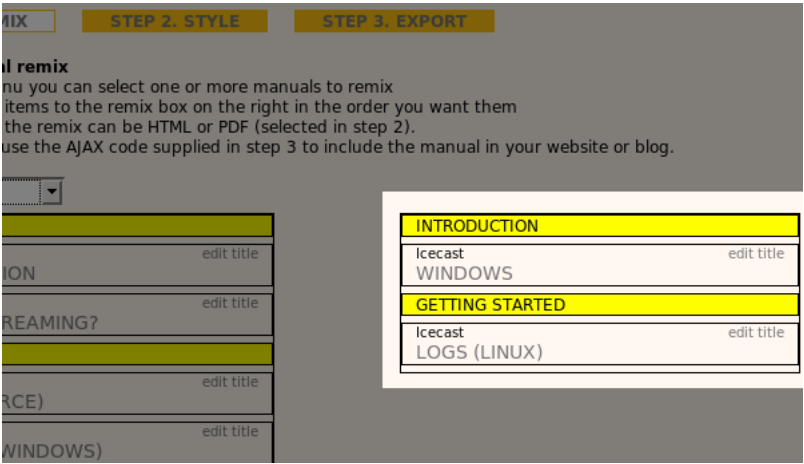 MIX STEP 2. STYLE STEP 3. EXPORT
al remix
nu you can select one or more manuals to remix
items to the remix box on the right in the order you want them
the remix can be HTML or PDF (selected in step 2).
use the AJAX code supplied in step 3 to include the manual in your website or blog.
edit title
ION
edit title
REAMING?
edit title
RCE)
edit title
WINDOWS)
INTRODUCTION
Icecast edit title
WINDOWS
GETTING STARTED
Icecast edit title
LOGS (LINUX)